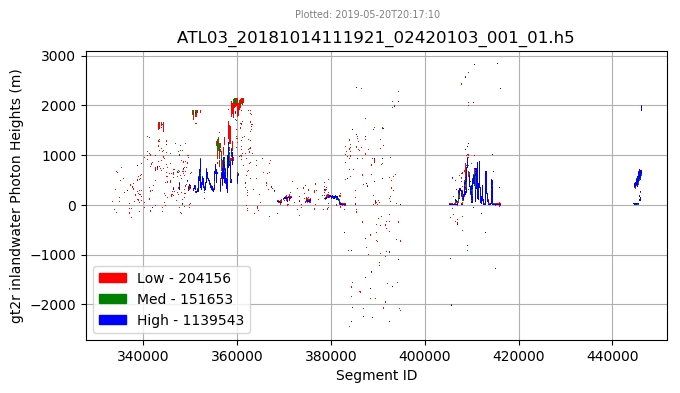 Plotted: 2019-05-20T20:17:10
ATL03_20181014111921_02420103_001_01.h5
gt2r inlandwater Photon Heights (m)
3000
2000
1000
0
−1000
−2000
Low - 204156
Med - 151653
High - 1139543
340000 360000 380000 400000 420000 440000
Segment ID